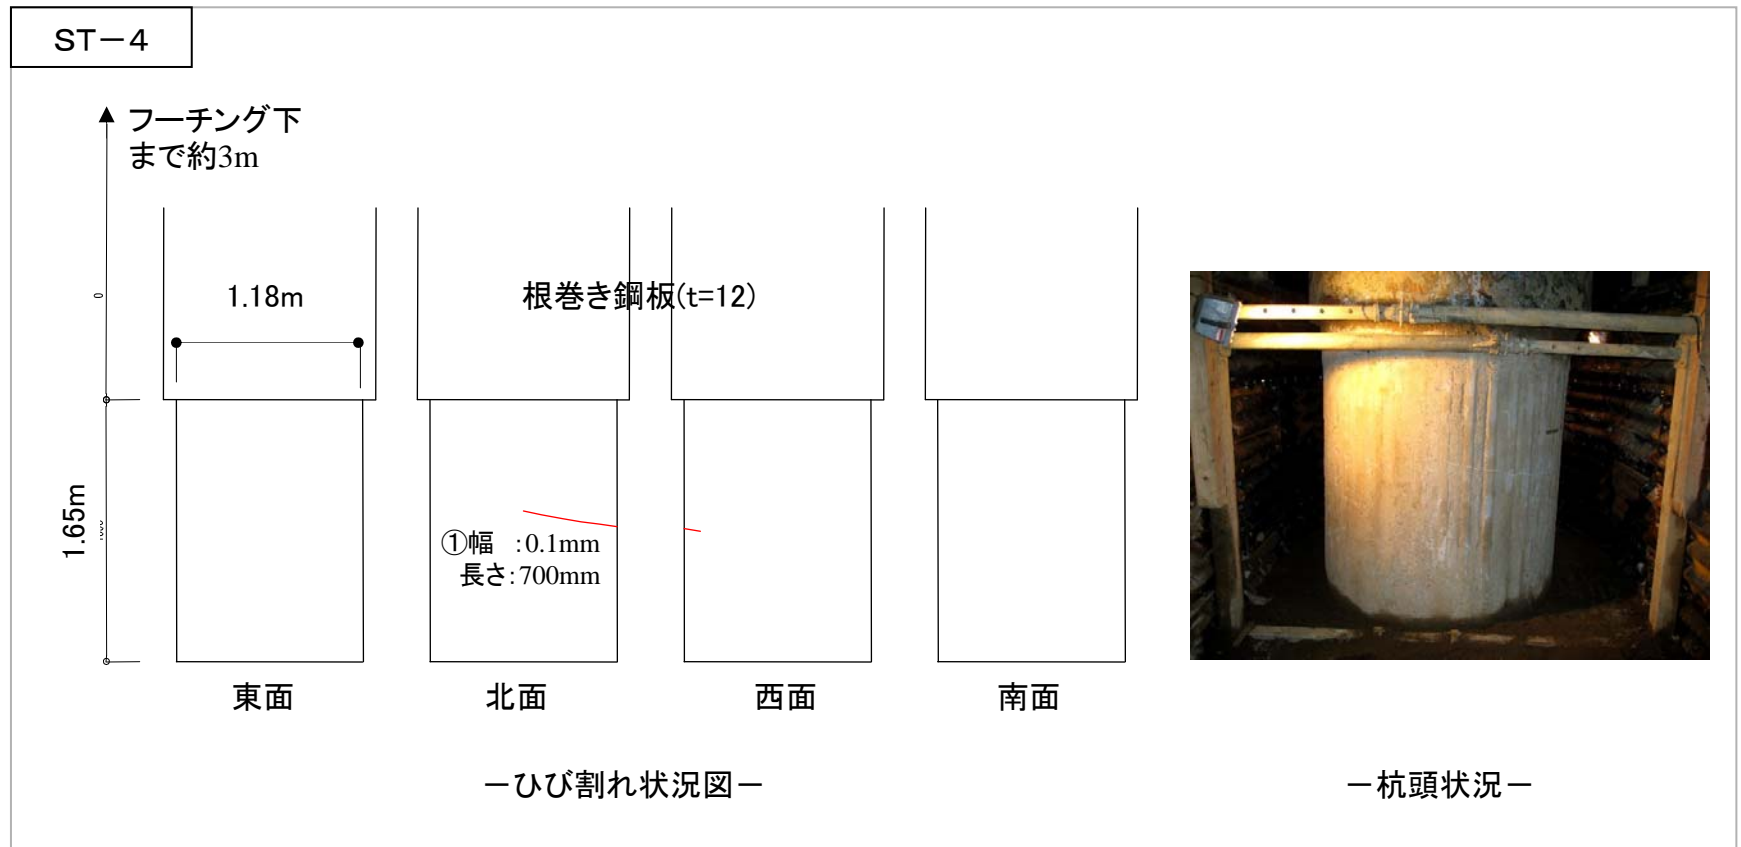 ST－4
フーチング下
まで約3m
1.18m
根巻き鋼板(t=12)
0
1.65m
①幅 :0.1mm
長さ:700mm
東面
北面
西面
南面
－ひび割れ状況図－
－杭頭状況－